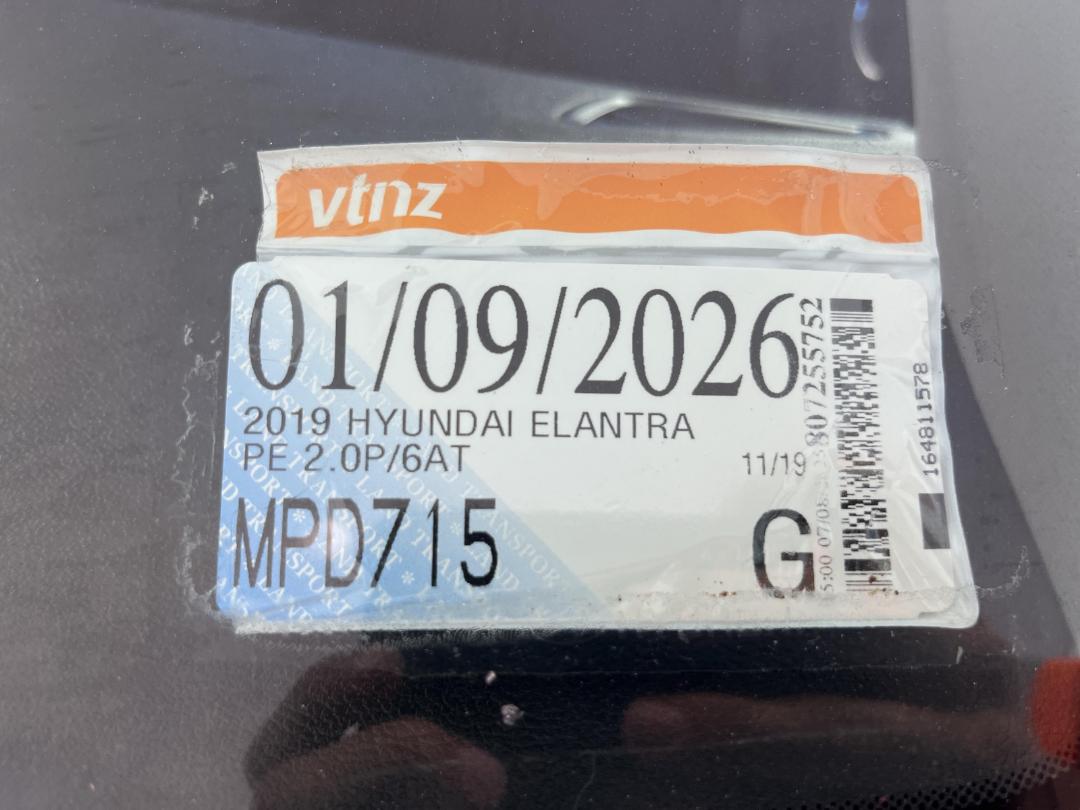 vtnz
01/09/2026
2019 HYUNDAI ELANTRA
PE 2.0P/6AT
11/19
MPD715
G
807255752
164811578